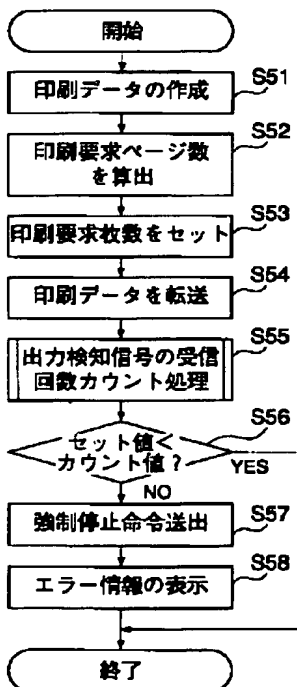 開始
S51
印刷データの作成
S52
印刷要求ページ数
を算出
S53
印刷要求枚数をセット
S54
印刷データを転送
S55
出力検知信号の受信
回数カウント処理
S56
セット値<
カウント値?
YES
NO
S57
強制停止命令送出
S58
エラー情報の表示
終了